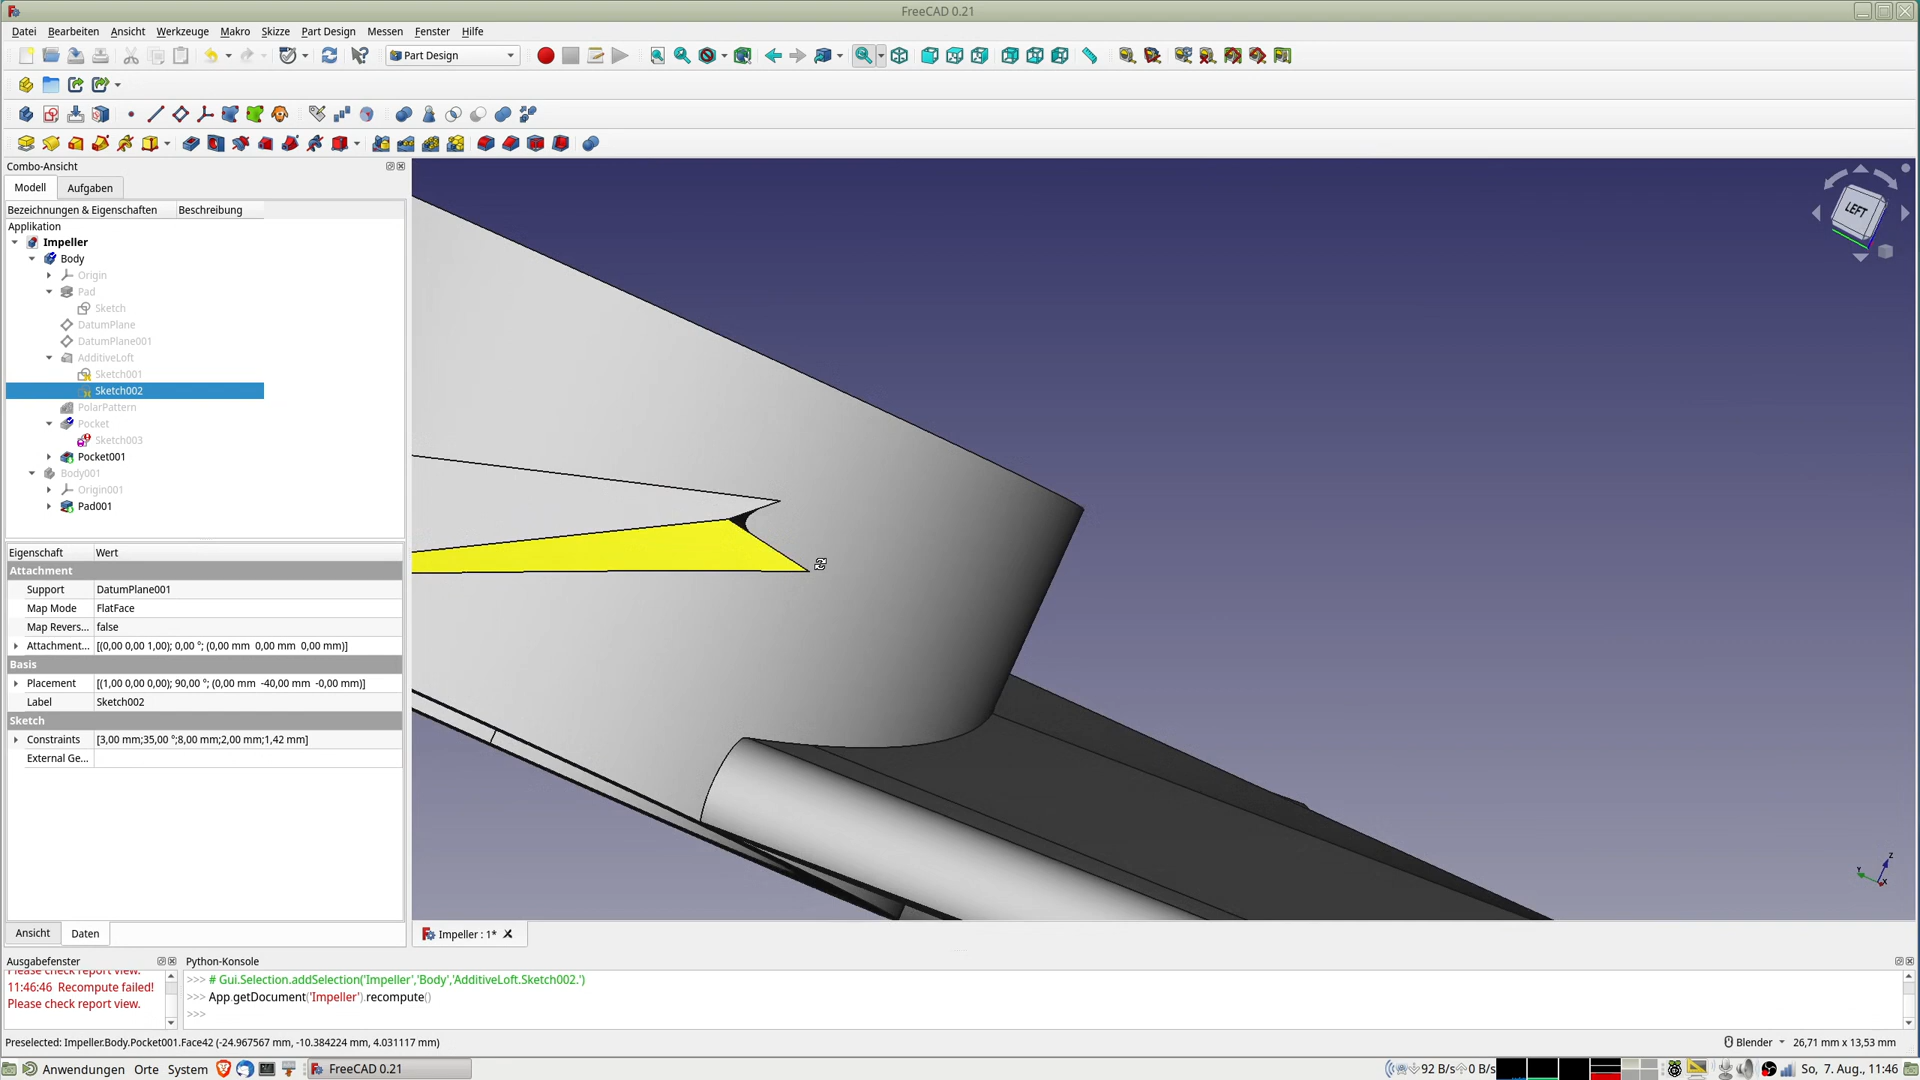 FreeCAD 0.21
Datei Bearbeiten Ansicht Werkzeuge Makro Skizze Part Design Messen Fenster Hilfe
Part Design
Combo-Ansicht
Modell Aufgaben
Bezeichnungen & Eigenschaften Beschreibung
Applikation
Impeller
Body
Origin
Pad
Sketch
DatumPlane
DatumPlane001
AdditiveLoft
Sketch001
Sketch002
PolarPattern
Pocket
Sketch003
Pocket001
Body001
Origin001
Pad001
LEFT
Eigenschaft Wert
Attachment
Support DatumPlane001
Map Mode FlatFace
Map Revers... false
Attachment... [(0,00 0,00 1,00); 0,00 °; (0,00 mm 0,00 mm 0,00 mm)]
Basis
Placement [(1,00 0,00 0,00); 90,00 °; (0,00 mm -40,00 mm -0,00 mm)]
Label Sketch002
Sketch
Constraints [3,00 mm;35,00 °;8,00 mm;2,00 mm;1,42 mm]
External Ge...
Z
Y
X
Ansicht Daten
Impeller : 1*
Ausgabefenster
Please check report view.
11:46:46 Recompute failed!
Please check report view.
Python-Konsole
>>> # Gui.Selection.addSelection('Impeller','Body','AdditiveLoft.Sketch002.')
>>> App.getDocument('Impeller').recompute()
>>>
Preselected: Impeller.Body.Pocket001.Face42 (-24.967567 mm, -10.384224 mm, 4.031117 mm)
Blender 26,71 mm x 13,53 mm
Anwendungen Orte System FreeCAD 0.21 92 B/s 0 B/s So, 7. Aug., 11:46